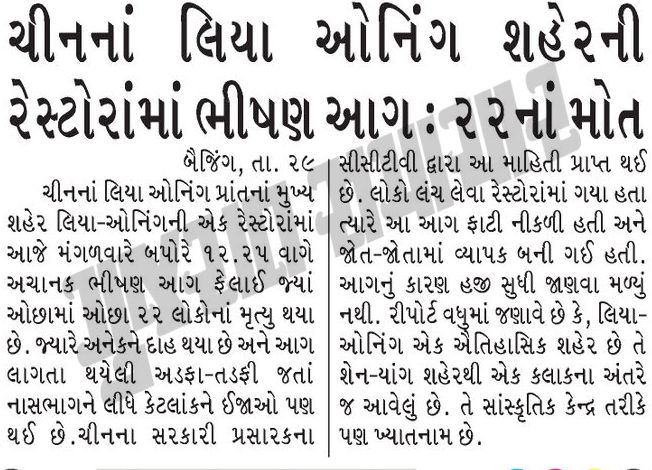 ચીનનાં લિયા ઓનિંગ શહેરની
રેસ્ટોરાંમાં ભીષણ આગ : ૨૨નાં મોત
બૈજિંગ, તા. ૨૯
ચીનનાં લિયા ઓનિંગ પ્રાંતનાં મુખ્ય
શહેર લિયા-ઓનિંગની એક રેસ્ટોરાંમાં
આજે મંગળવારે બપોરે ૧૨.૨૫ વાગે
અચાનક ભીષણ આગ ફેલાઈ જ્યાં
ઓછામાં ઓછા ૨૨ લોકોનાં મૃત્યુ થયા
છે. જ્યારે અનેકને દાહ થયા છે અને આગ
લાગતા થયેલી અડફા-તડફી જતાં
નાસભાગને લીધે કેટલાંકને ઈજાઓ પણ
થઈ છે.ચીનના સરકારી પ્રસારકના
સીસીટીવી દ્વારા આ માહિતી પ્રાપ્ત થઈ
છે. લોકો લંચ લેવા રેસ્ટોરાંમાં ગયા હતા
ત્યારે આ આગ ફાટી નીકળી હતી અને
જોત-જોતામાં વ્યાપક બની ગઈ હતી.
આગનું કારણ હજી સુધી જાણવા મળ્યું
નથી. રીપોર્ટ વધુમાં જણાવે છે કે, લિયા-
ઓનિંગ એક ઐતિહાસિક શહેર છે તે
શેન-યાંગ શહેરથી એક કલાકના અંતરે
જ આવેલું છે. તે સાંસ્કૃતિક કેન્દ્ર તરીકે
પણ ખ્યાતનામ છે.